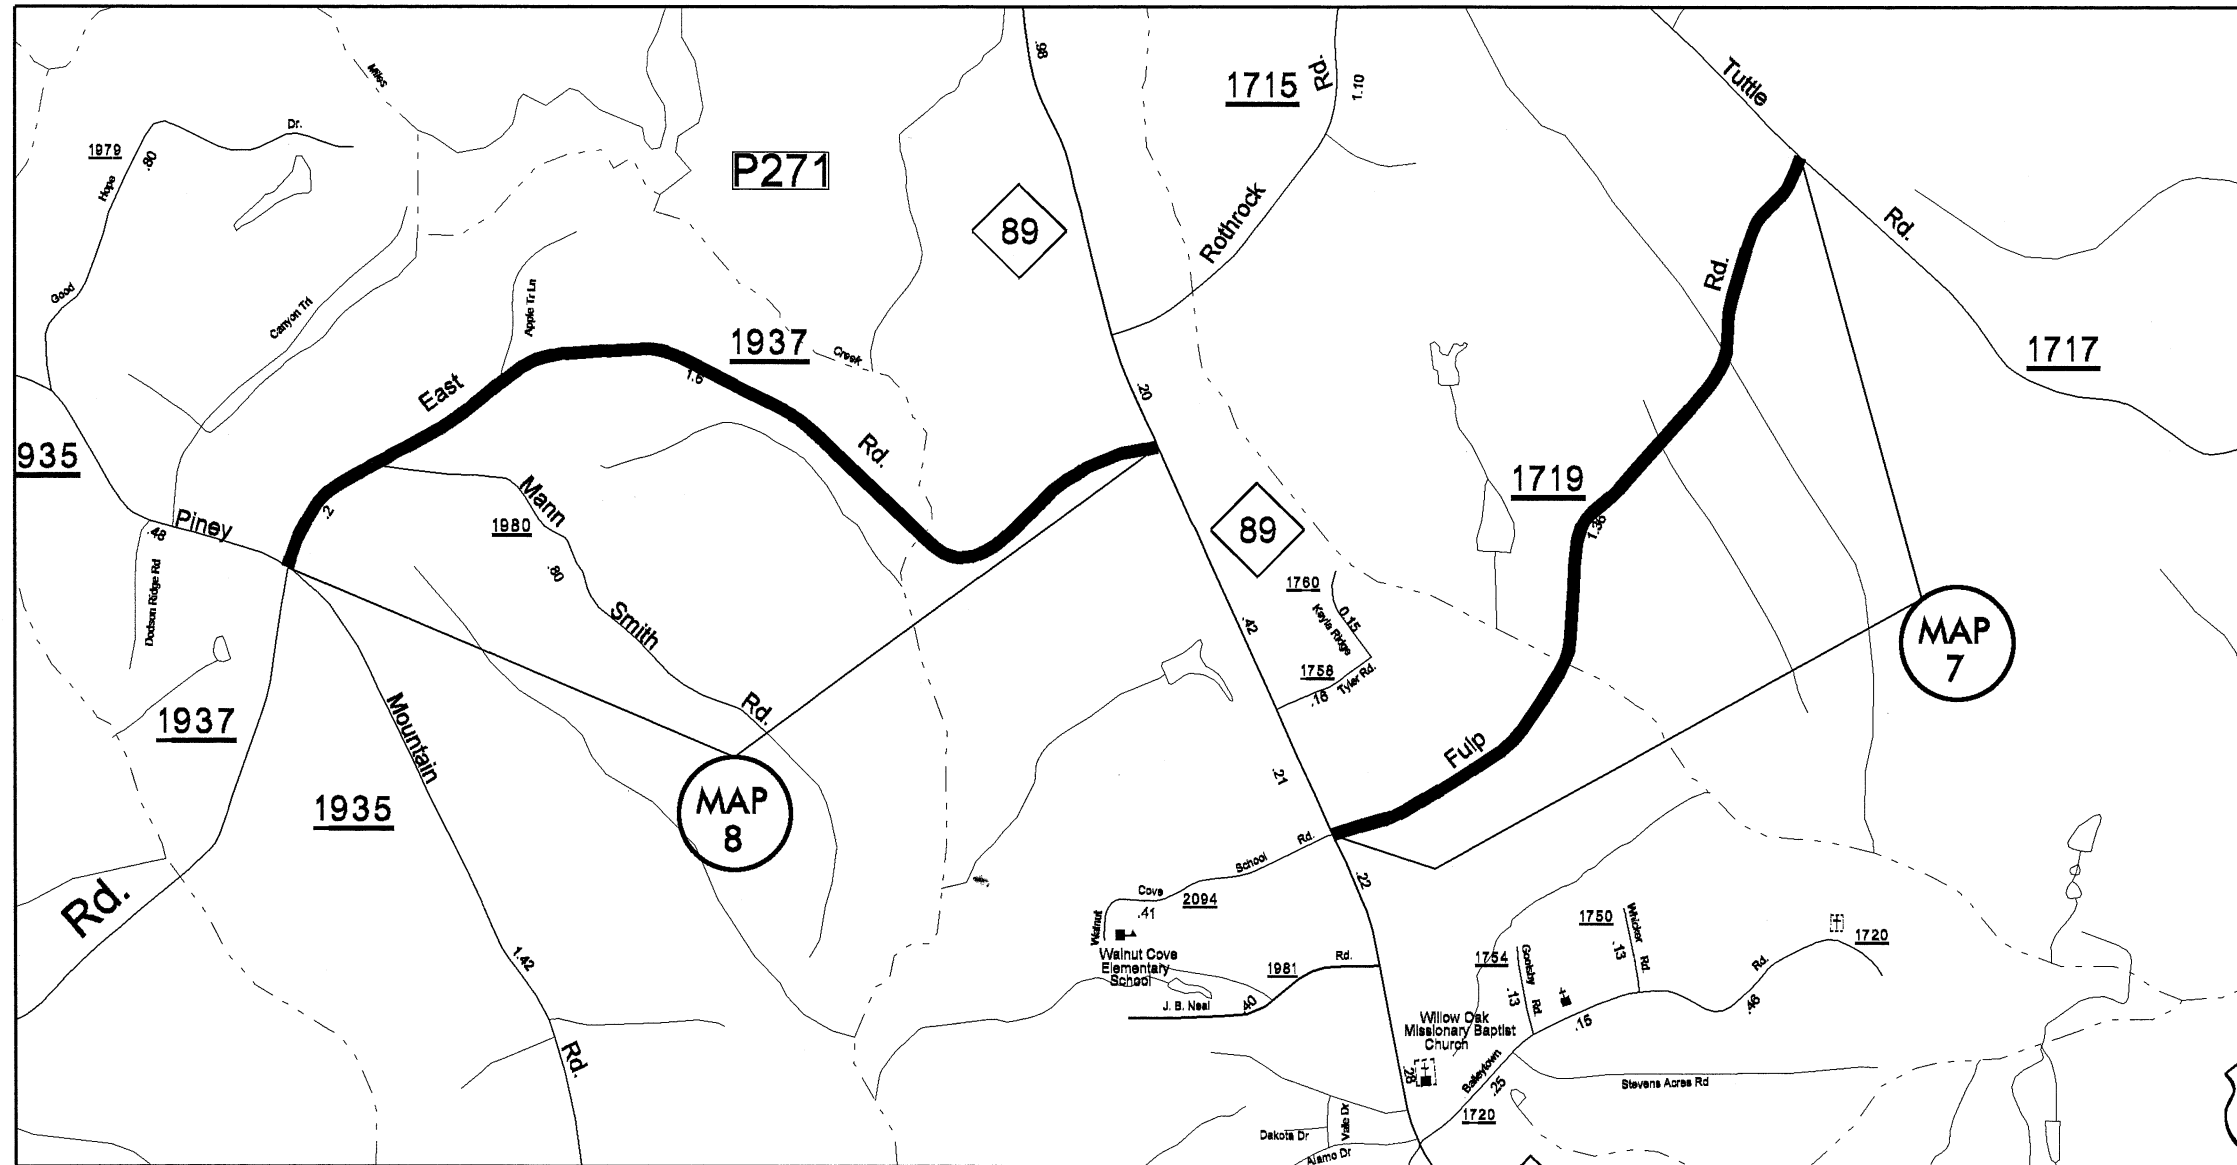 .98
Miles
Tuttle
1715
Rd.
1.10
Dr.
1979
.80
Hope
P271
89
Rothrock
Rd.
Good
Canyon Trl
Apple Tr Ln
Rd.
1937
Creek
1717
1.6
.20
East
935
Rd.
1719
Mann
Piney
.48
.2
1980
89
1.36
.80
Dodson Ridge Rd
1760
0.15
Kayla Ridge
Smith
.42
MAP
7
1758
.16
Tyler Rd.
Rd.
1937
Mountain
Fulp
.21
MAP
8
1935
Rd.
School
Rd.
.22
Cove
2094
.41
Walnut
1750
Whicker
Rd.
.13
1720
Walnut Cove
Elementary
School
1981
Rd.
1754
Goolsby
Rd.
.13
Rd.
1.42
J. B. Neal
.40
.46
.15
Willow Oak
Missionary Baptist
Church
Rd.
.28
Baileytown
.25
Stevens Acres Rd
1720
Dakota Dr
Vale Dr
Alamo Dr